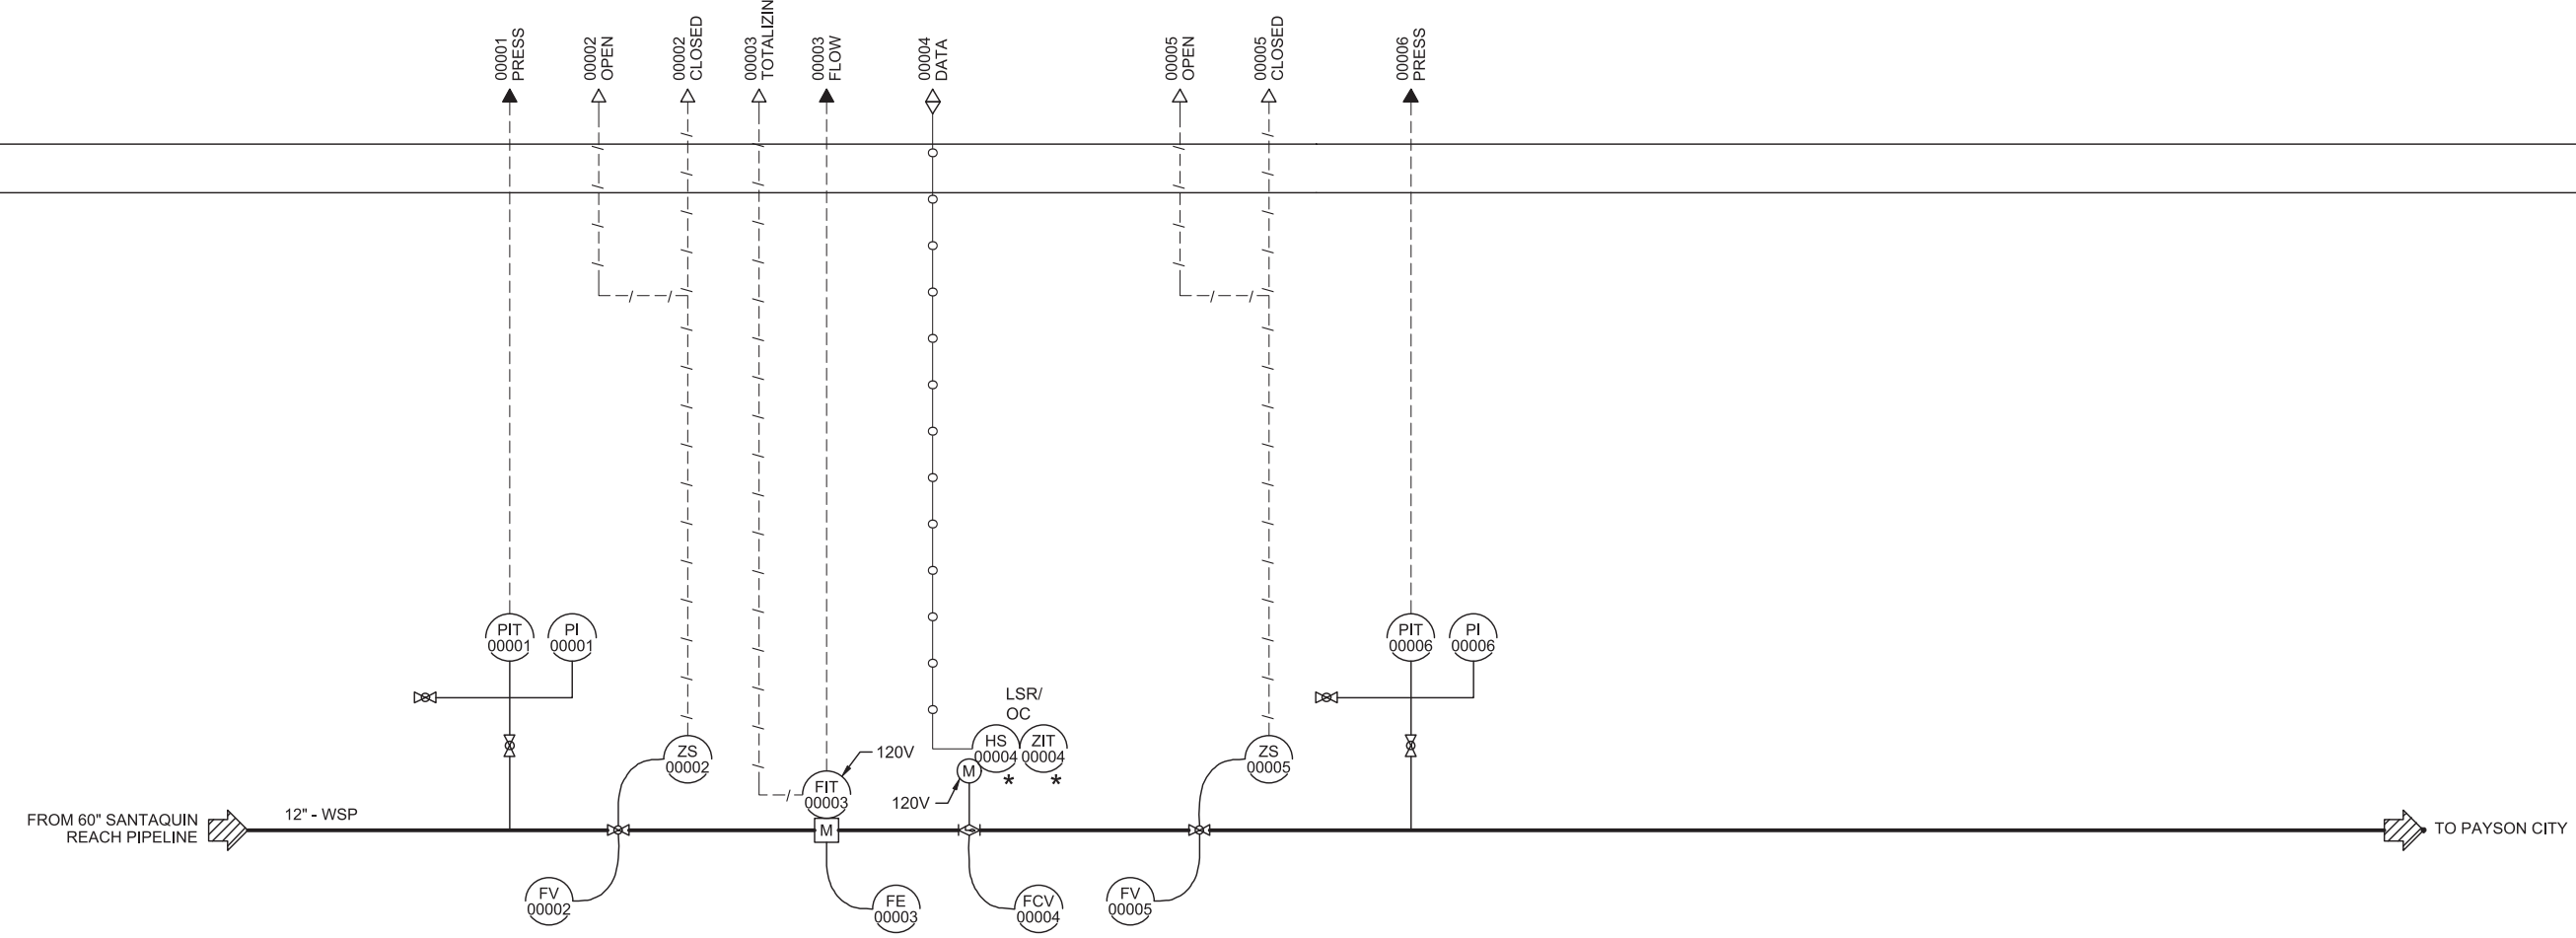 00001
PRESS
00002
OPEN
00002
CLOSED
00003
TOTALIZIN
00003
FLOW
00004
DATA
00005
OPEN
00005
CLOSED
00006
PRESS
PIT
00001
PI
00001
PIT
00006
PI
00006
LSR/
OC
HS
00004
*
ZIT
00004
*
ZS
00002
ZS
00005
120V
M
FIT
00003
120V
12" - WSP
FROM 60" SANTAQUIN
REACH PIPELINE
M
TO PAYSON CITY
FV
00002
FE
00003
FCV
00004
FV
00005